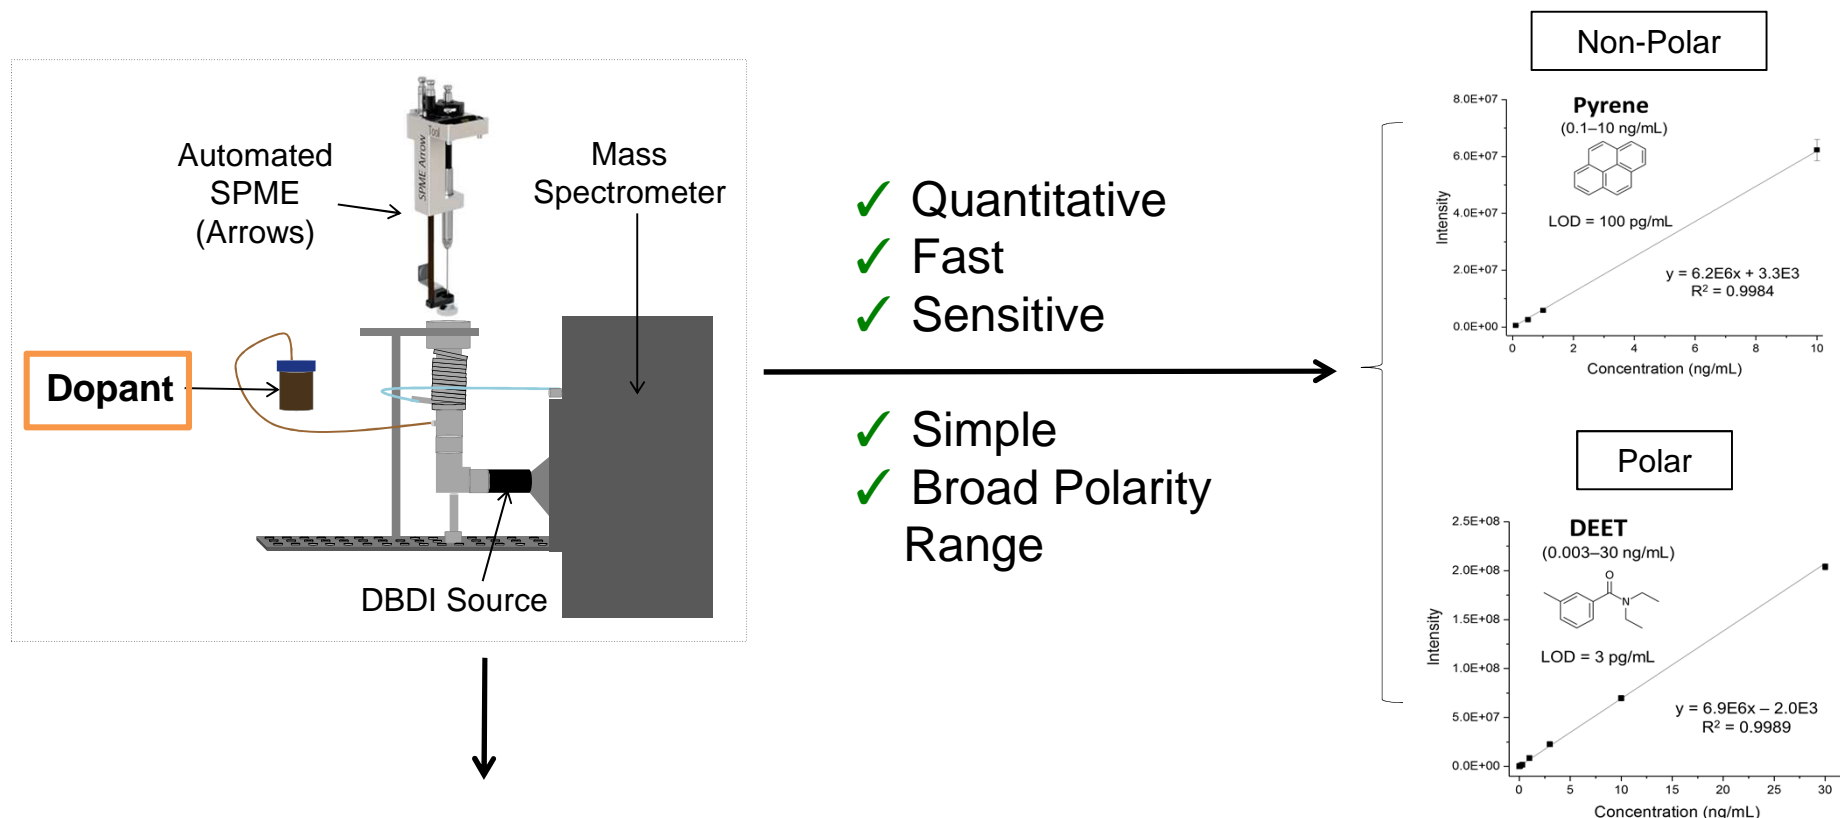 Automated
SPME
(Arrows)
Tool
SPME Arrow
Mass
Spectrometer
Dopant
DBDI Source
✓ Quantitative
✓ Fast
✓ Sensitive
✓ Simple
✓ Broad Polarity
Range
Non-Polar
8.0E+07
6.0E+07
4.0E+07
2.0E+07
0.0E+00
Intensity
Pyrene
(0.1–10 ng/mL)
LOD = 100 pg/mL
y = 6.2E6x + 3.3E3
R² = 0.9984
0 2 4 6 8 10
Concentration (ng/mL)
Polar
2.5E+08
2.0E+08
1.5E+08
1.0E+08
5.0E+07
0.0E+00
Intensity
DEET
(0.003–30 ng/mL)
O
N
LOD = 3 pg/mL
y = 6.9E6x – 2.0E3
R² = 0.9989
0 5 10 15 20 25 30
Concentration (ng/mL)